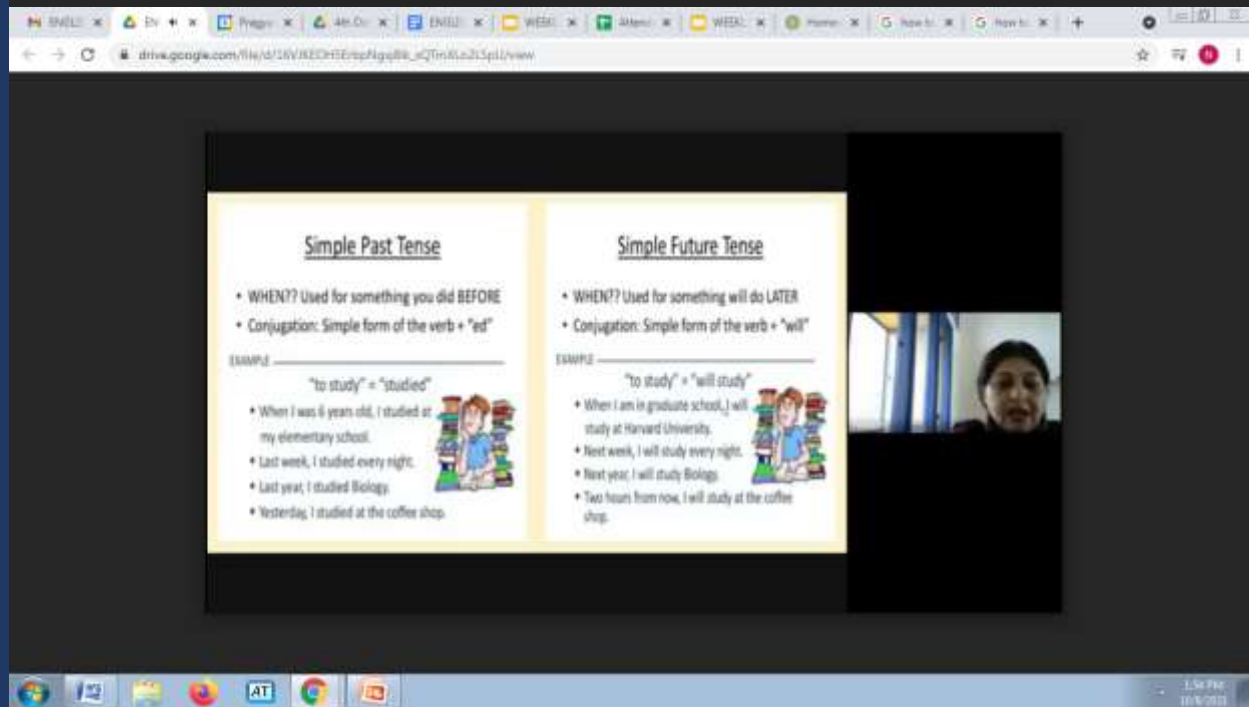 drive.google.com/file/d/
Simple Past Tense
• WHEN?? Used for something you did BEFORE
• Conjugation: Simple form of the verb + "ed"
EXAMPLE
"to study" = "studied"
• When I was 6 years old, I studied at
my elementary school.
• Last week, I studied every night.
• Last year, I studied Biology.
• Yesterday, I studied at the coffee shop.
Simple Future Tense
• WHEN?? Used for something will do LATER
• Conjugation: Simple form of the verb + "will"
EXAMPLE
"to study" = "will study"
• When I am in graduate school, I will
study at Harvard University.
• Next week, I will study every night.
• Next year, I will study Biology.
• Two hours from now, I will study at the coffee
shop.
AT